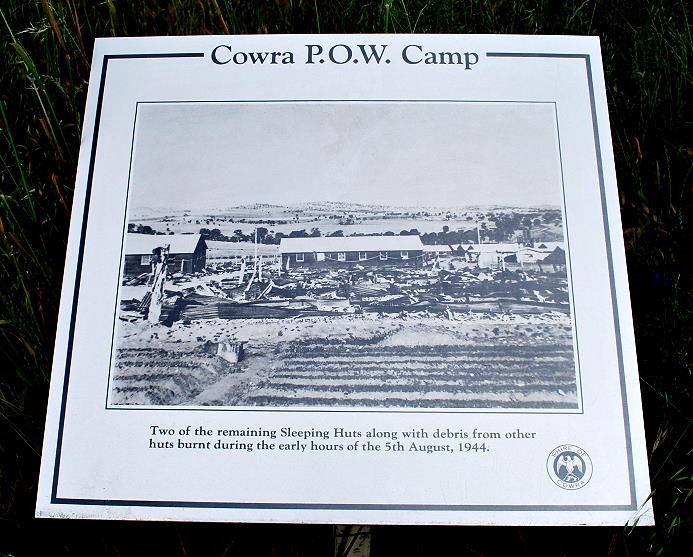 Cowra P.O.W. Camp
Two of the remaining Sleeping Huts along with debris from other
huts burnt during the early hours of the 5th August, 1944.
SHIRE OF
COWRA